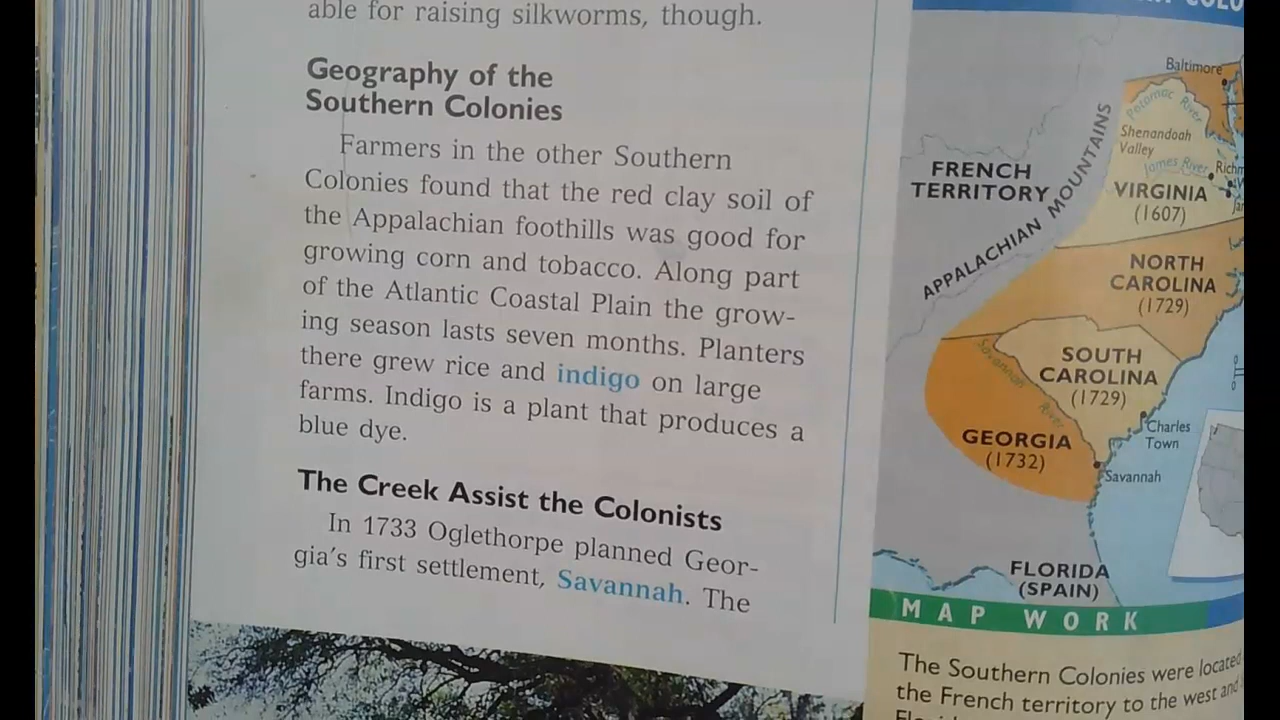 able for raising silkworms, though.
Geography of the
Southern Colonies
Farmers in the other Southern
Colonies found that the red clay soil of
the Appalachian foothills was good for
growing corn and tobacco. Along part
of the Atlantic Coastal Plain the grow-
ing season lasts seven months. Planters
there grew rice and indigo on large
farms. Indigo is a plant that produces a
blue dye.
The Creek Assist the Colonists
In 1733 Oglethorpe planned Geor-
gia's first settlement, Savannah. The
Baltimore
Potomac River
Shenandoah
Valley
James River
FRENCH
TERRITORY
APPALACHIAN MOUNTAINS
VIRGINIA
(1607)
NORTH
CAROLINA
(1729)
SOUTH
CAROLINA
(1729)
Savannah River
Charles
Town
GEORGIA
(1732)
Savannah
FLORIDA
(SPAIN)
MAP WORK
The Southern Colonies were located
the French territory to the west and